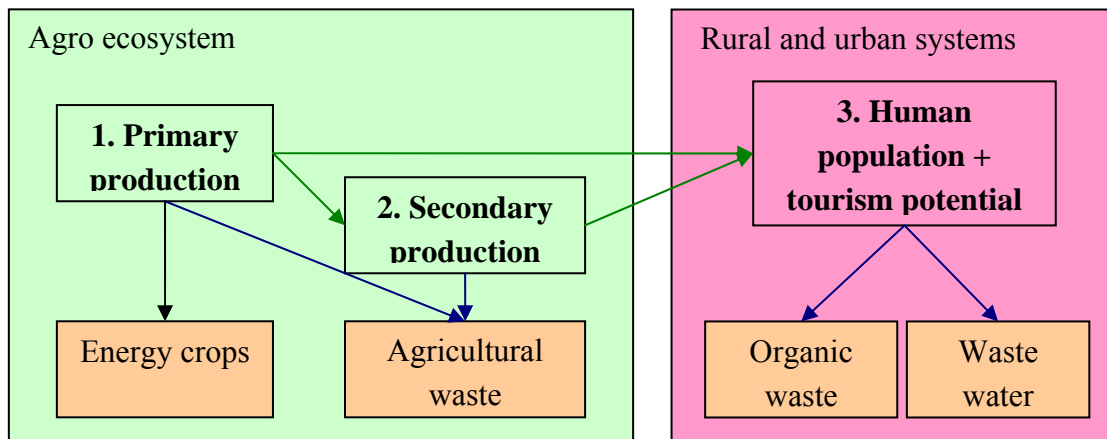 Agro ecosystem
Rural and urban systems
1. Primary
production
2. Secondary
production
3. Human
population +
tourism potential
Energy crops
Agricultural
waste
Organic
waste
Waste
water